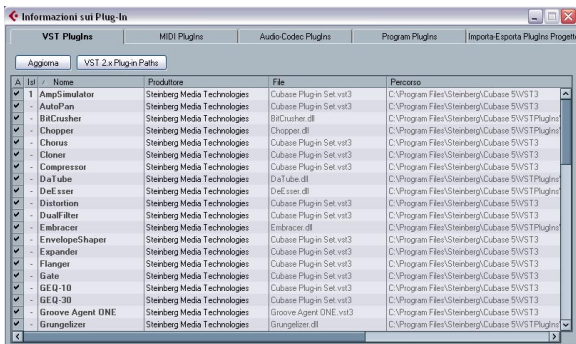 Informazioni sui Plug-In
VST PlugIns MIDI PlugIns Audio-Codec PlugIns Program PlugIns Importa-Esporta PlugIns Progetto
Aggiorna VST 2.x Plug-in Paths
A Ist / Nome Produttore File Percorso
1 AmpSimulator Steinberg Media Technologies Cubase Plug-in Set.vst3 C:\Program Files\Steinberg\Cubase 5\VST3
- AutoPan Steinberg Media Technologies Cubase Plug-in Set.vst3 C:\Program Files\Steinberg\Cubase 5\VST3
- BitCrusher Steinberg Media Technologies BitCrusher.dll C:\Program Files\Steinberg\Cubase 5\VSTPlugIns\
- Chopper Steinberg Media Technologies Chopper.dll C:\Program Files\Steinberg\Cubase 5\VSTPlugIns\
- Chorus Steinberg Media Technologies Cubase Plug-in Set.vst3 C:\Program Files\Steinberg\Cubase 5\VST3
- Cloner Steinberg Media Technologies Cubase Plug-in Set.vst3 C:\Program Files\Steinberg\Cubase 5\VST3
- Compressor Steinberg Media Technologies Cubase Plug-in Set.vst3 C:\Program Files\Steinberg\Cubase 5\VST3
- DaTube Steinberg Media Technologies DaTube.dll C:\Program Files\Steinberg\Cubase 5\VSTPlugIns\
- DeEsser Steinberg Media Technologies DeEsser.dll C:\Program Files\Steinberg\Cubase 5\VSTPlugIns\
- Distortion Steinberg Media Technologies Cubase Plug-in Set.vst3 C:\Program Files\Steinberg\Cubase 5\VST3
- DualFilter Steinberg Media Technologies Cubase Plug-in Set.vst3 C:\Program Files\Steinberg\Cubase 5\VST3
- Embracer Steinberg Media Technologies Embracer.dll C:\Program Files\Steinberg\Cubase 5\VSTPlugIns\
- EnvelopeShaper Steinberg Media Technologies Cubase Plug-in Set.vst3 C:\Program Files\Steinberg\Cubase 5\VST3
- Expander Steinberg Media Technologies Cubase Plug-in Set.vst3 C:\Program Files\Steinberg\Cubase 5\VST3
- Flanger Steinberg Media Technologies Cubase Plug-in Set.vst3 C:\Program Files\Steinberg\Cubase 5\VST3
- Gate Steinberg Media Technologies Cubase Plug-in Set.vst3 C:\Program Files\Steinberg\Cubase 5\VST3
- GEQ-10 Steinberg Media Technologies Cubase Plug-in Set.vst3 C:\Program Files\Steinberg\Cubase 5\VST3
- GEQ-30 Steinberg Media Technologies Cubase Plug-in Set.vst3 C:\Program Files\Steinberg\Cubase 5\VST3
- Groove Agent ONE Steinberg Media Technologies Groove Agent ONE.vst3 C:\Program Files\Steinberg\Cubase 5\VST3
- Grungelizer Steinberg Media Technologies Grungelizer.dll C:\Program Files\Steinberg\Cubase 5\VSTPlugIns\